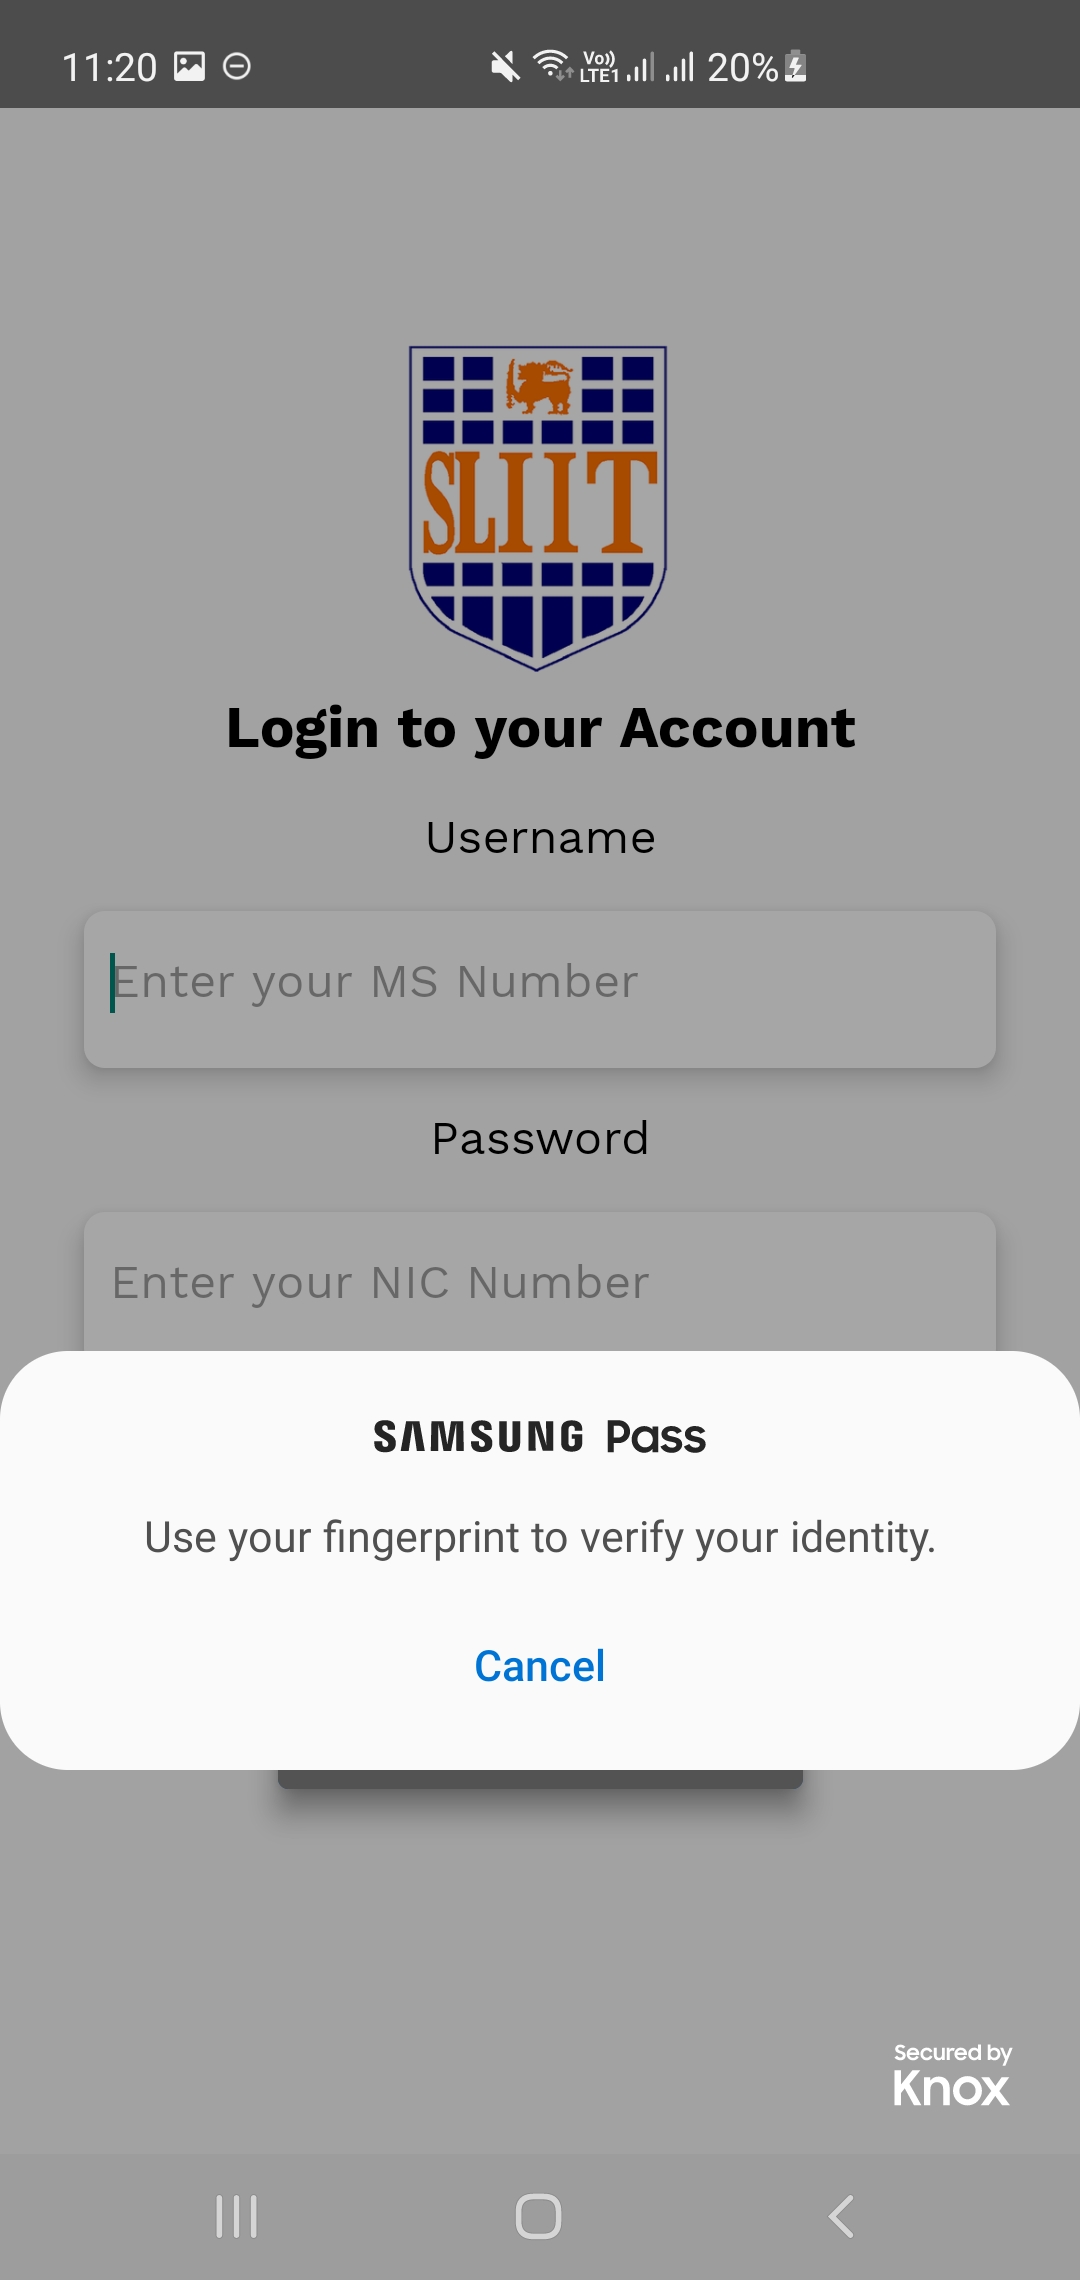 11:20 Vo)) LTE1 20%
SLIIT
Login to your Account
Username
Enter your MS Number
Password
Enter your NIC Number
SAMSUNG Pass
Use your fingerprint to verify your identity.
Cancel
Secured by
Knox